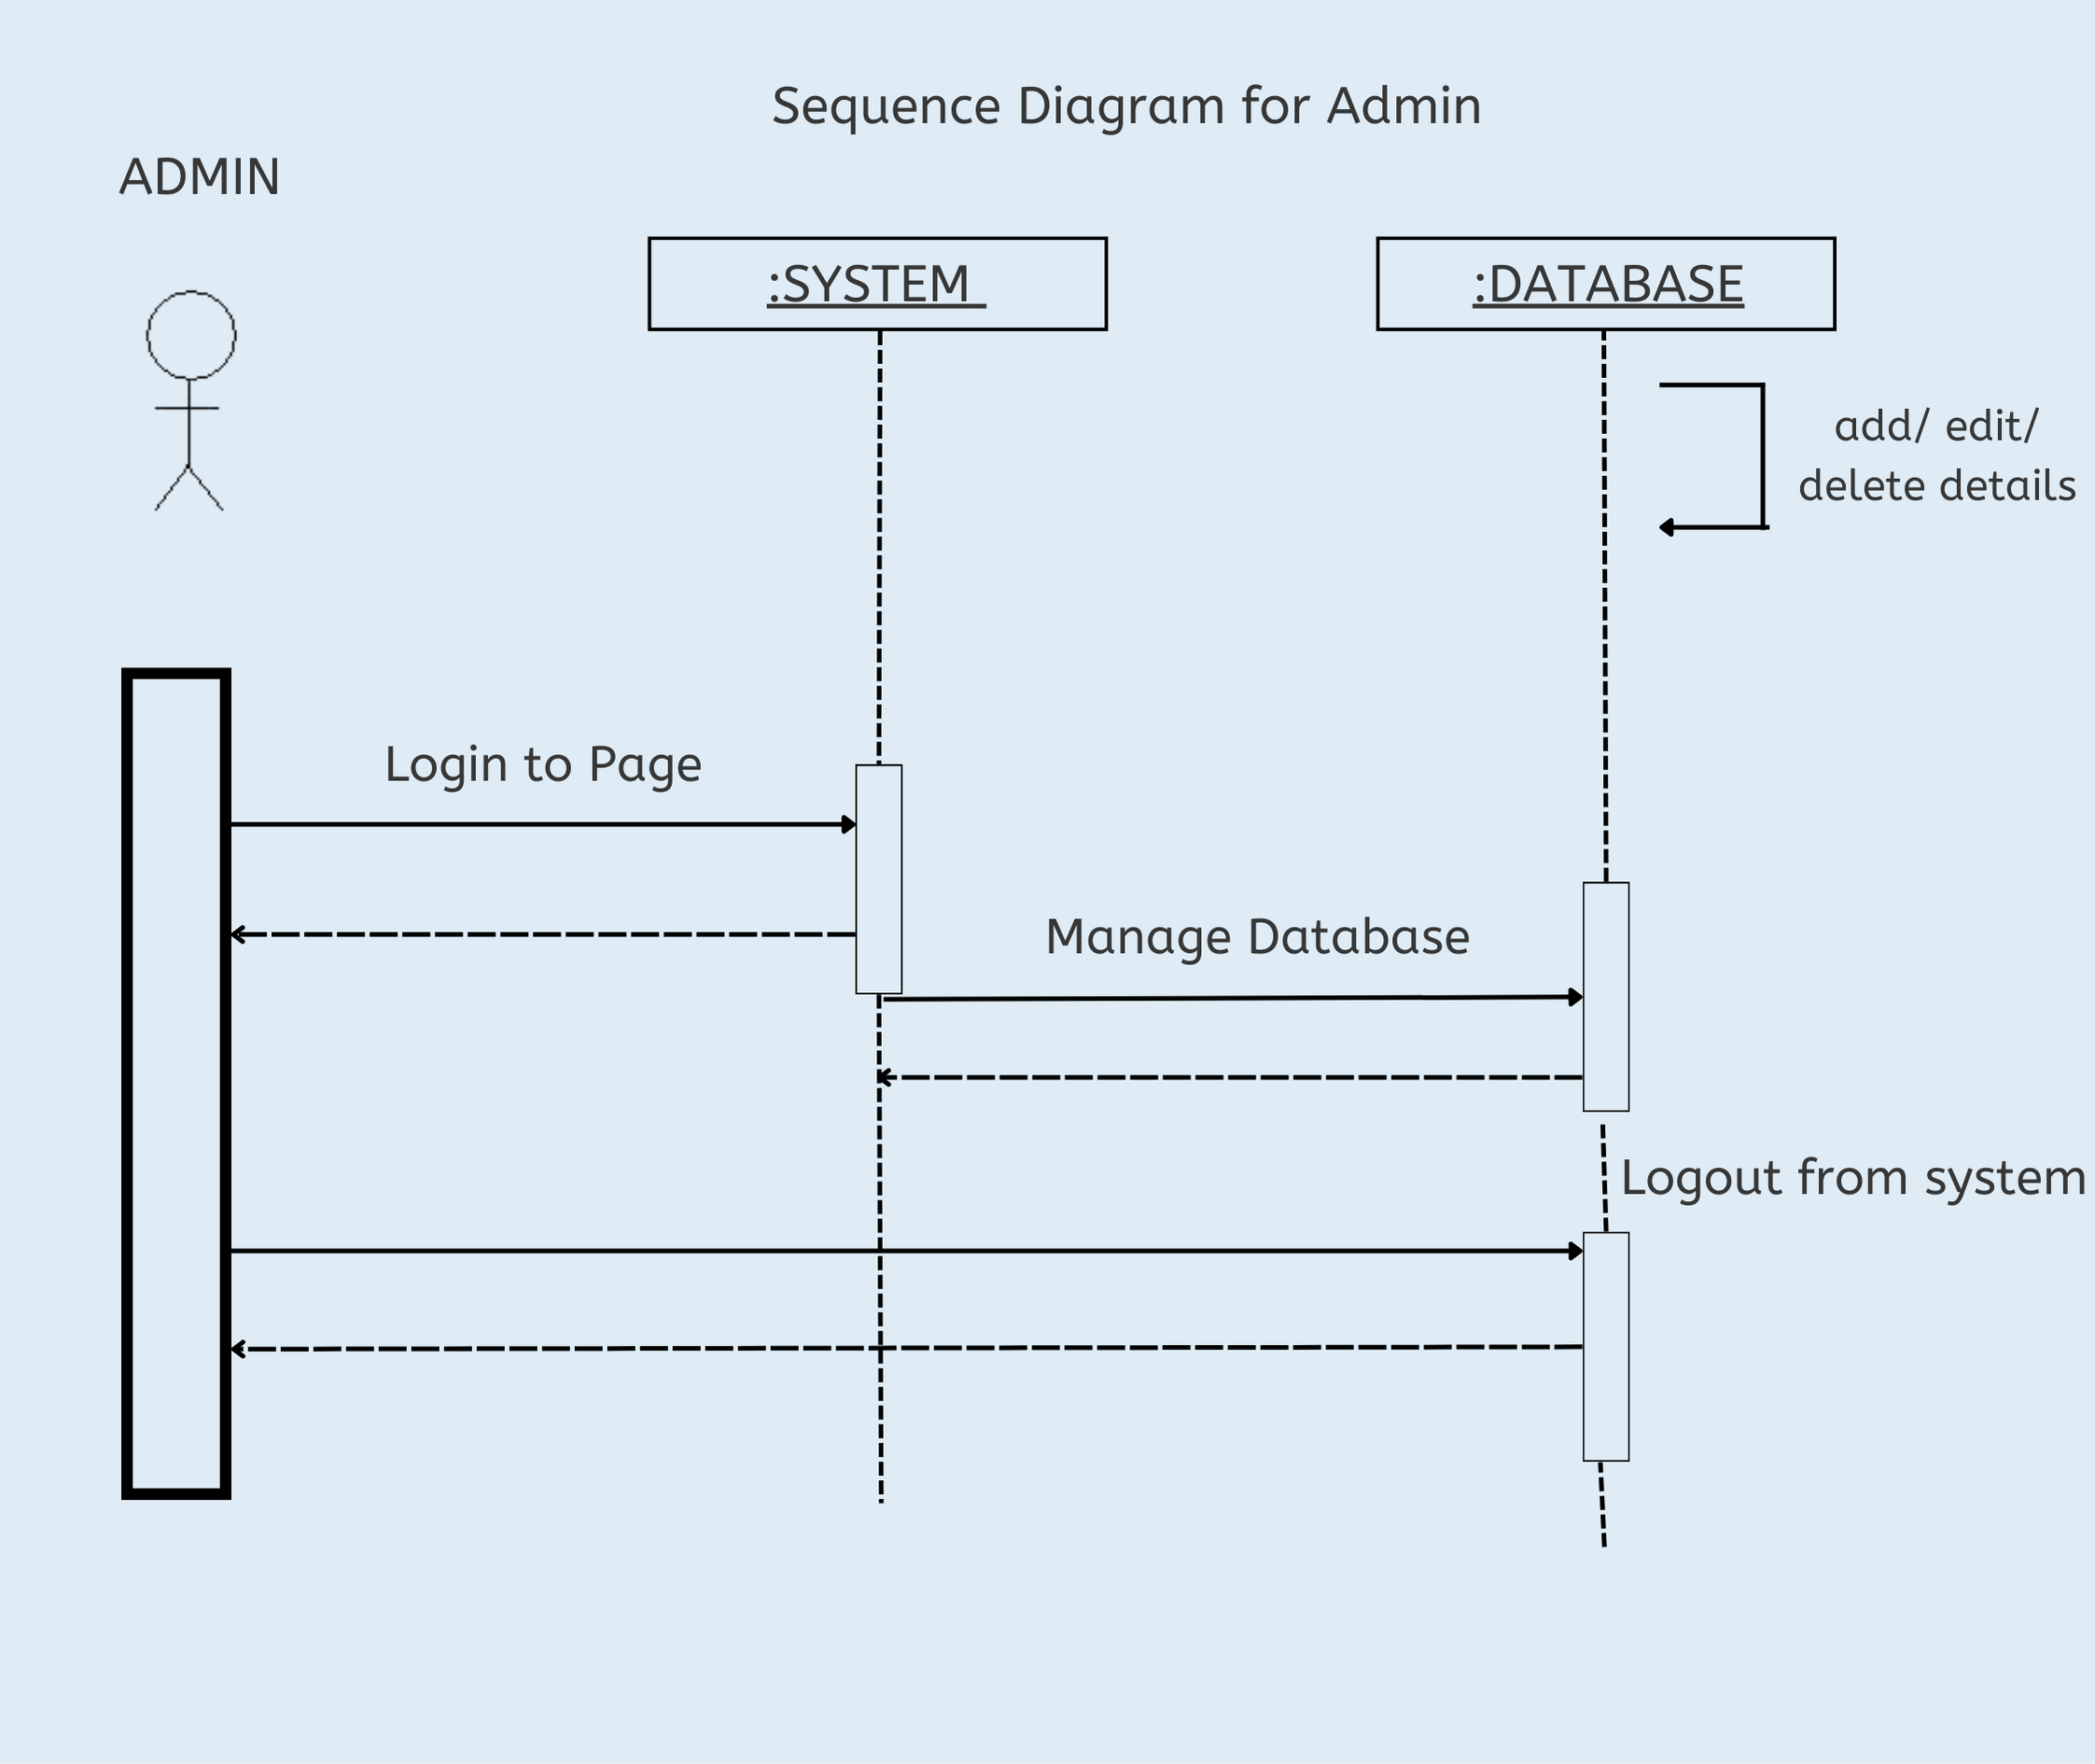 Sequence Diagram for Admin
ADMIN
:SYSTEM
:DATABASE
add/ edit/
delete details
Login to Page
Manage Database
Logout from system